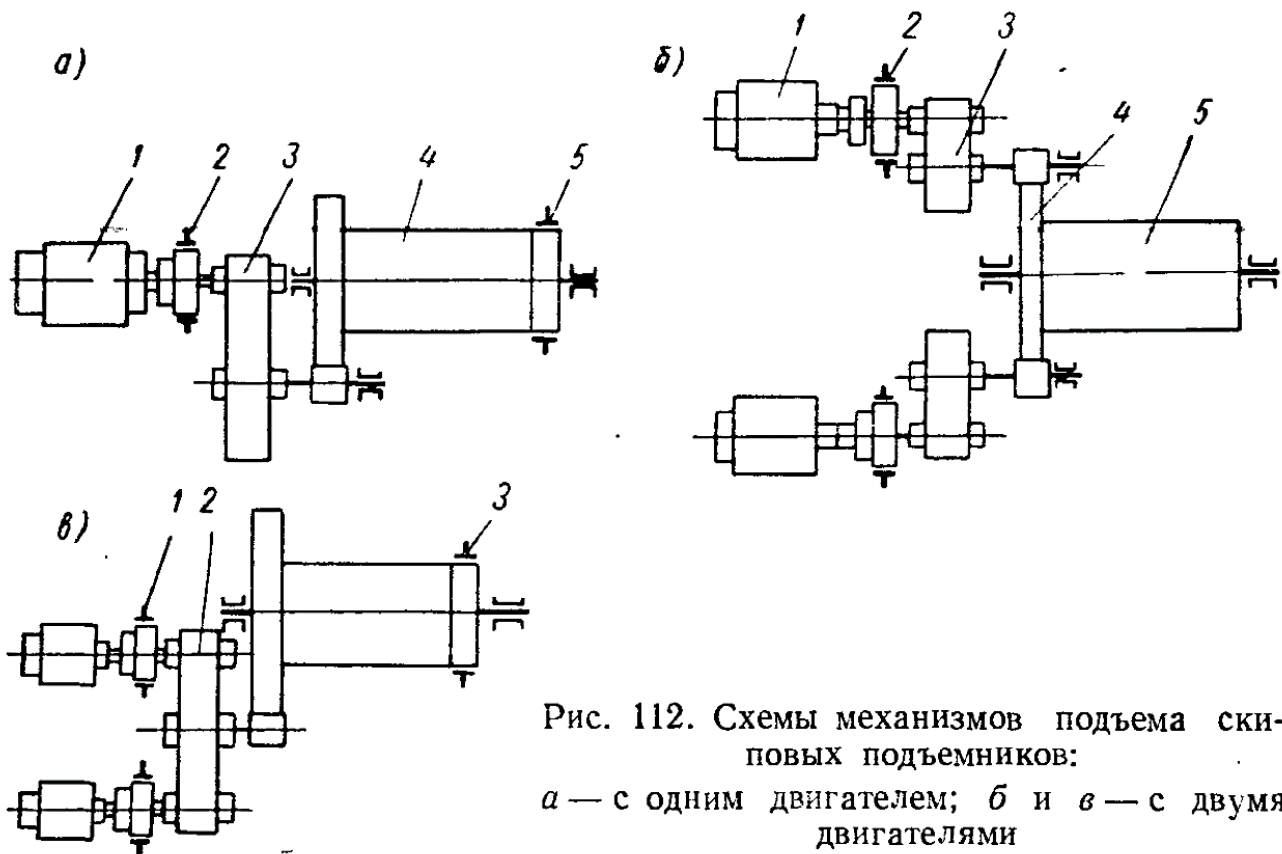 а)
1
2
3
4
5
б)
1
2
3
4
5
в)
1
2
3
Рис. 112. Схемы механизмов подъема ски-
повых подъемников:
а — с одним двигателем; б и в — с двумя
двигателями